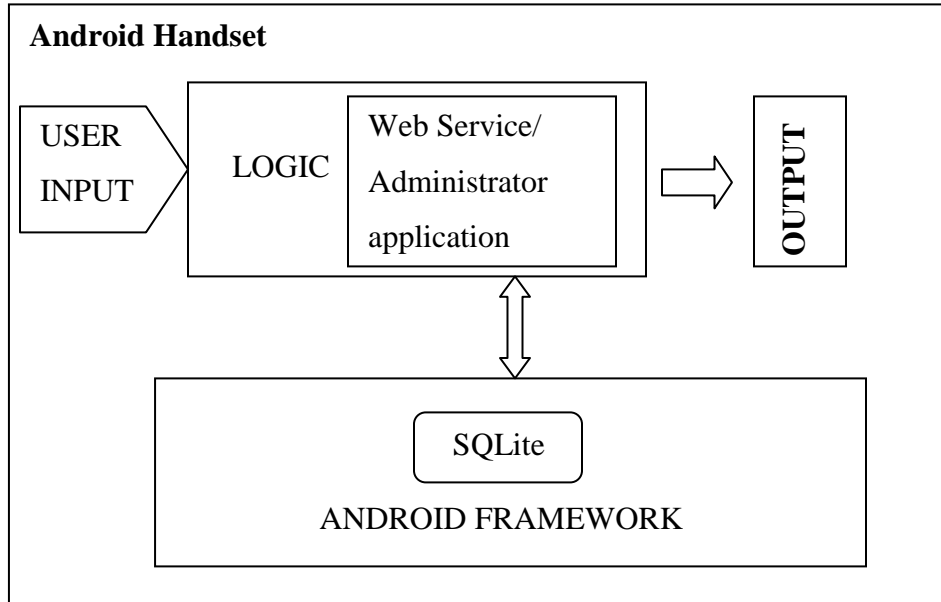 Android Handset
USER
INPUT
LOGIC
Web Service/
Administrator
application
OUTPUT
SQLite
ANDROID FRAMEWORK